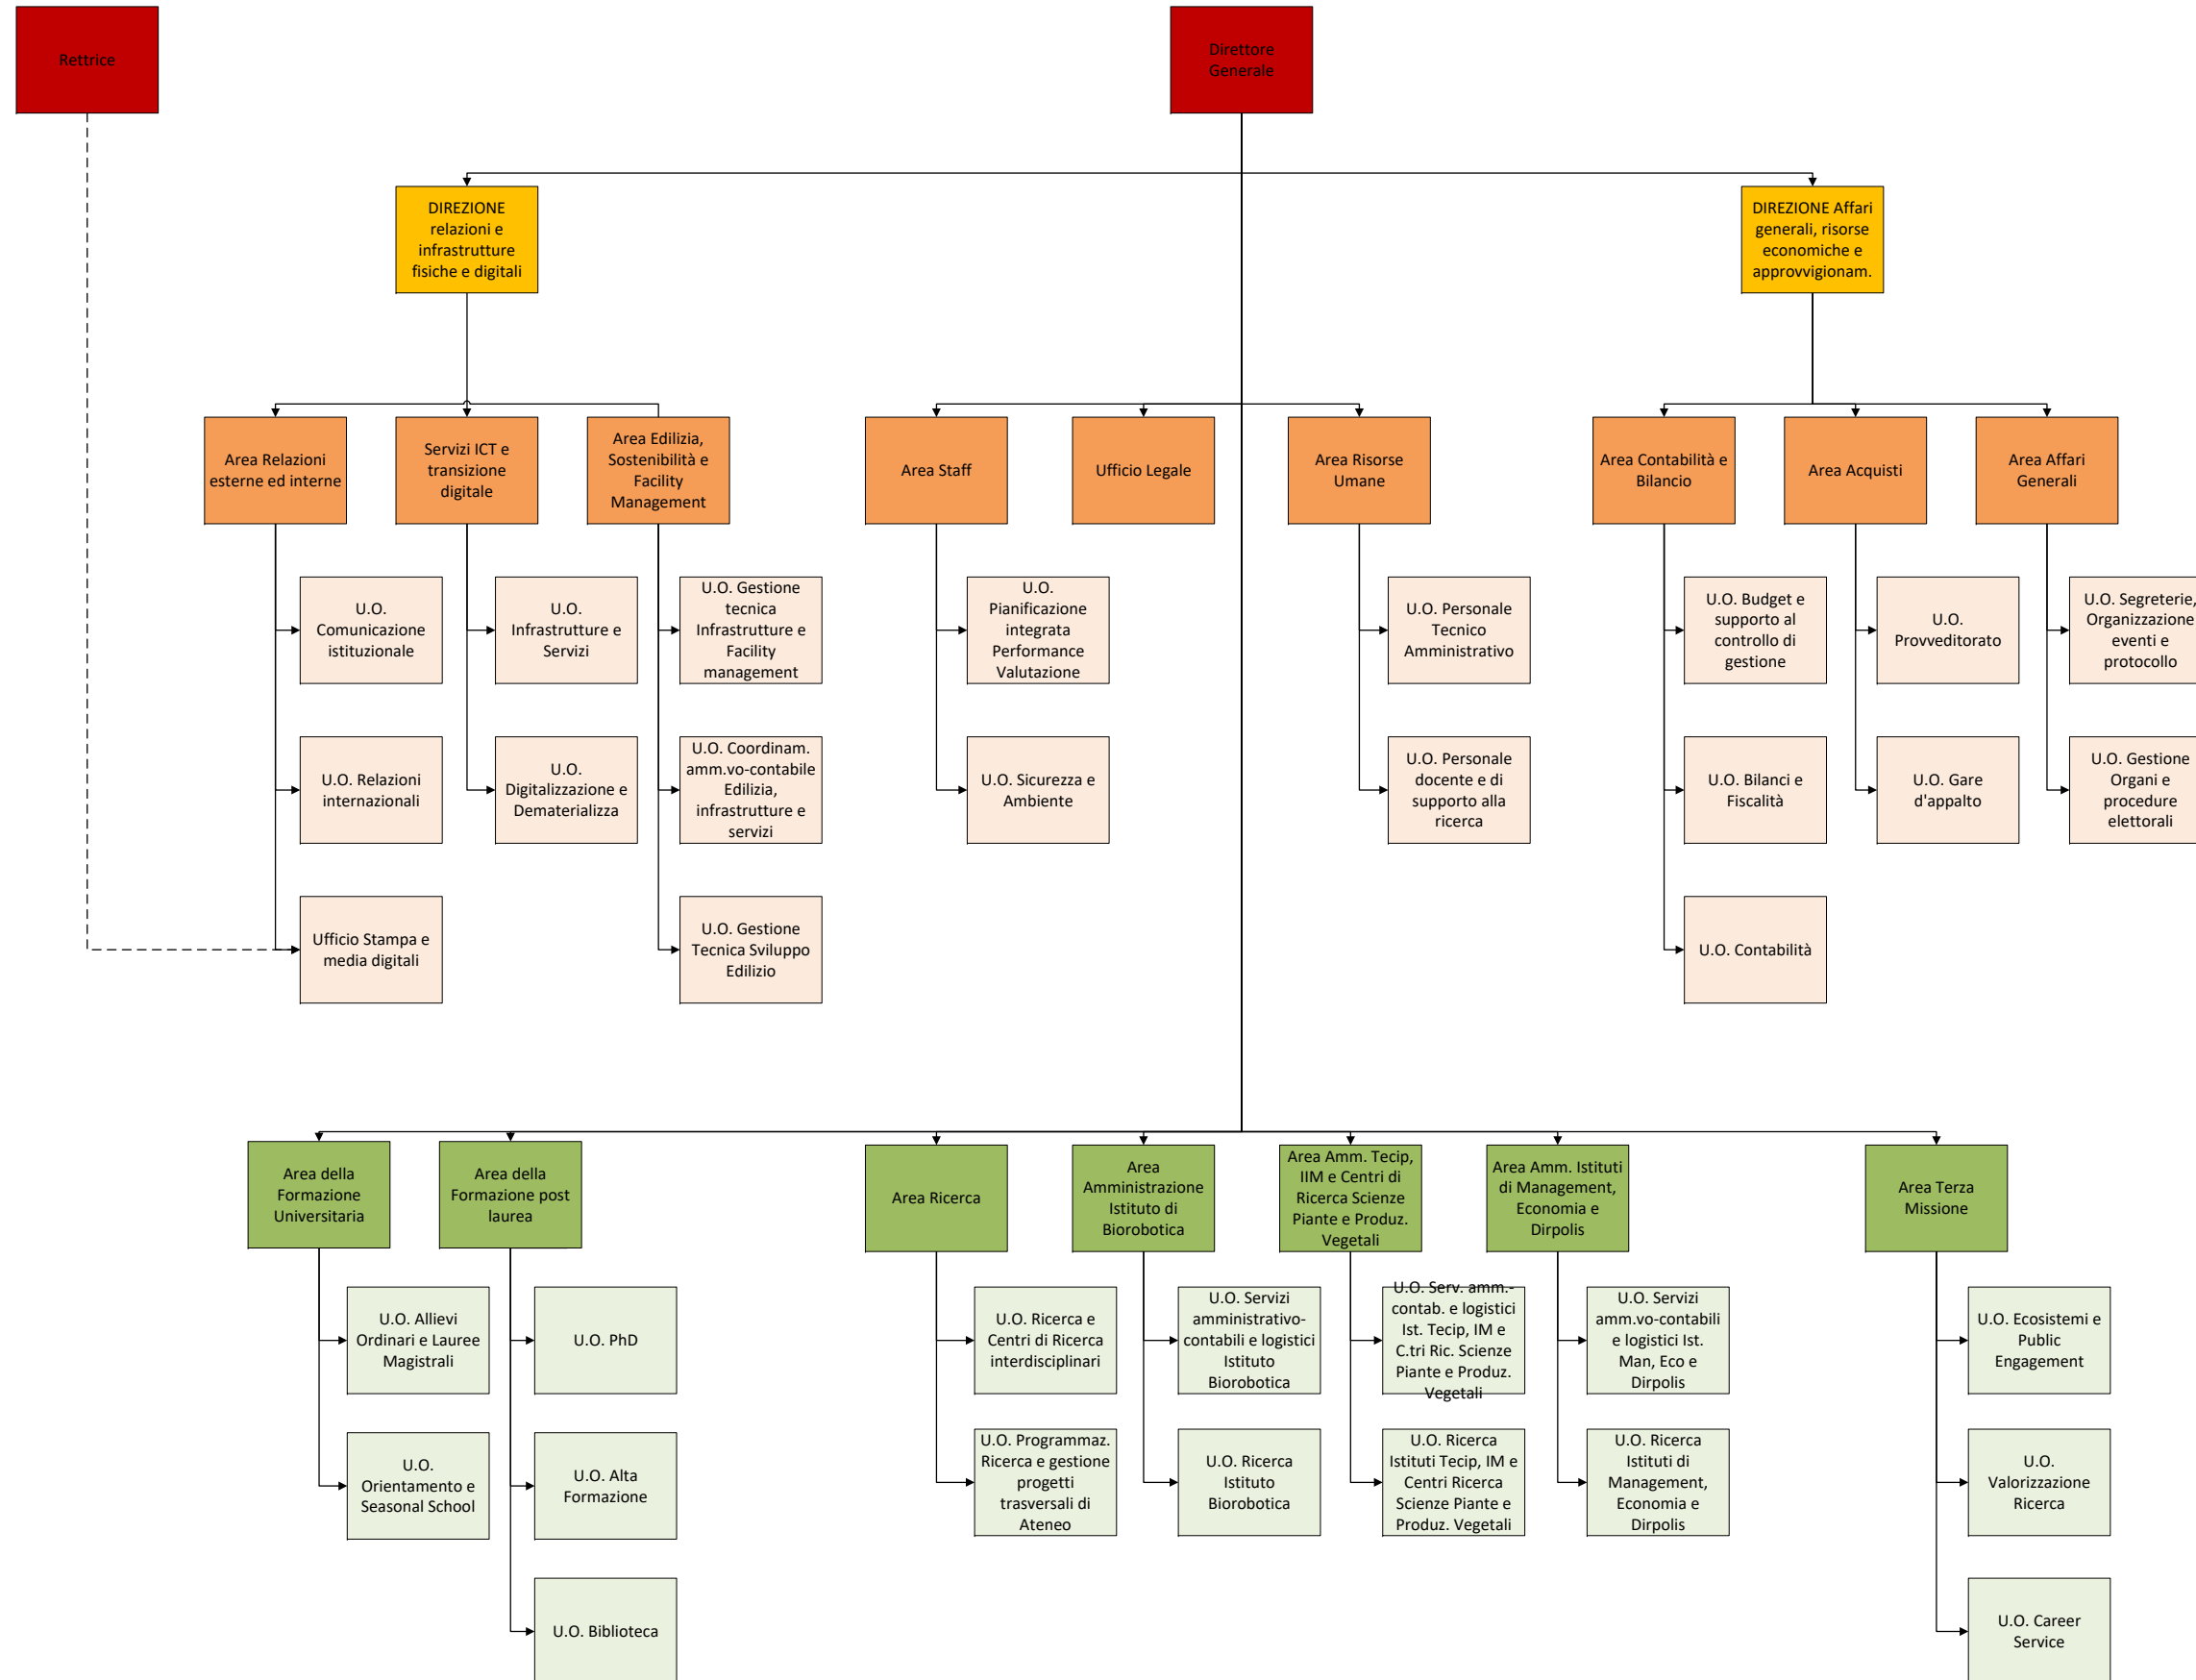 Rettrice
Direttore
Generale
DIREZIONE
relazioni e
infrastrutture
fisiche e digitali
DIREZIONE Affari
generali, risorse
economiche e
approvvigionam.
Area Relazioni
esterne ed interne
Servizi ICT e
transizione
digitale
Area Edilizia,
Sostenibilità e
Facility
Management
Area Staff
Ufficio Legale
Area Risorse
Umane
Area Contabilità e
Bilancio
Area Acquisti
Area Affari
Generali
U.O.
Comunicazione
istituzionale
U.O.
Infrastrutture e
Servizi
U.O. Gestione
tecnica
Infrastrutture e
Facility
management
U.O.
Pianificazione
integrata
Performance
Valutazione
U.O. Personale
Tecnico
Amministrativo
U.O. Budget e
supporto al
controllo di
gestione
U.O.
Provveditorato
U.O. Segreterie,
Organizzazione
eventi e
protocollo
U.O. Relazioni
internazionali
U.O.
Digitalizzazione e
Dematerializza
U.O. Coordinam.
amm.vo-contabile
Edilizia,
infrastrutture e
servizi
U.O. Sicurezza e
Ambiente
U.O. Personale
docente e di
supporto alla
ricerca
U.O. Bilanci e
Fiscalità
U.O. Gare
d'appalto
U.O. Gestione
Organi e
procedure
elettorali
Ufficio Stampa e
media digitali
U.O. Gestione
Tecnica Sviluppo
Edilizio
U.O. Contabilità
Area della
Formazione
Universitaria
Area della
Formazione post
laurea
Area Ricerca
Area
Amministrazione
Istituto di
Biorobotica
Area Amm. Tecip,
IIM e Centri di
Ricerca Scienze
Piante e Produz.
Vegetali
Area Amm. Istituti
di Management,
Economia e
Dirpolis
Area Terza
Missione
U.O. Allievi
Ordinari e Lauree
Magistrali
U.O. PhD
U.O. Ricerca e
Centri di Ricerca
interdisciplinari
U.O. Servizi
amministrativo-
contabili e logistici
Istituto
Biorobotica
U.O. Serv. amm.-
contab. e logistici
Ist. Tecip, IM e
C.tri Ric. Scienze
Piante e Produz.
Vegetali
U.O. Servizi
amm.vo-contabili
e logistici Ist.
Man, Eco e
Dirpolis
U.O. Ecosistemi e
Public
Engagement
U.O.
Orientamento e
Seasonal School
U.O. Alta
Formazione
U.O. Programmaz.
Ricerca e gestione
progetti
trasversali di
Ateneo
U.O. Ricerca
Istituto
Biorobotica
U.O. Ricerca
Istituti Tecip, IM e
Centri Ricerca
Scienze Piante e
Produz. Vegetali
U.O. Ricerca
Istituti di
Management,
Economia e
Dirpolis
U.O.
Valorizzazione
Ricerca
U.O. Biblioteca
U.O. Career
Service